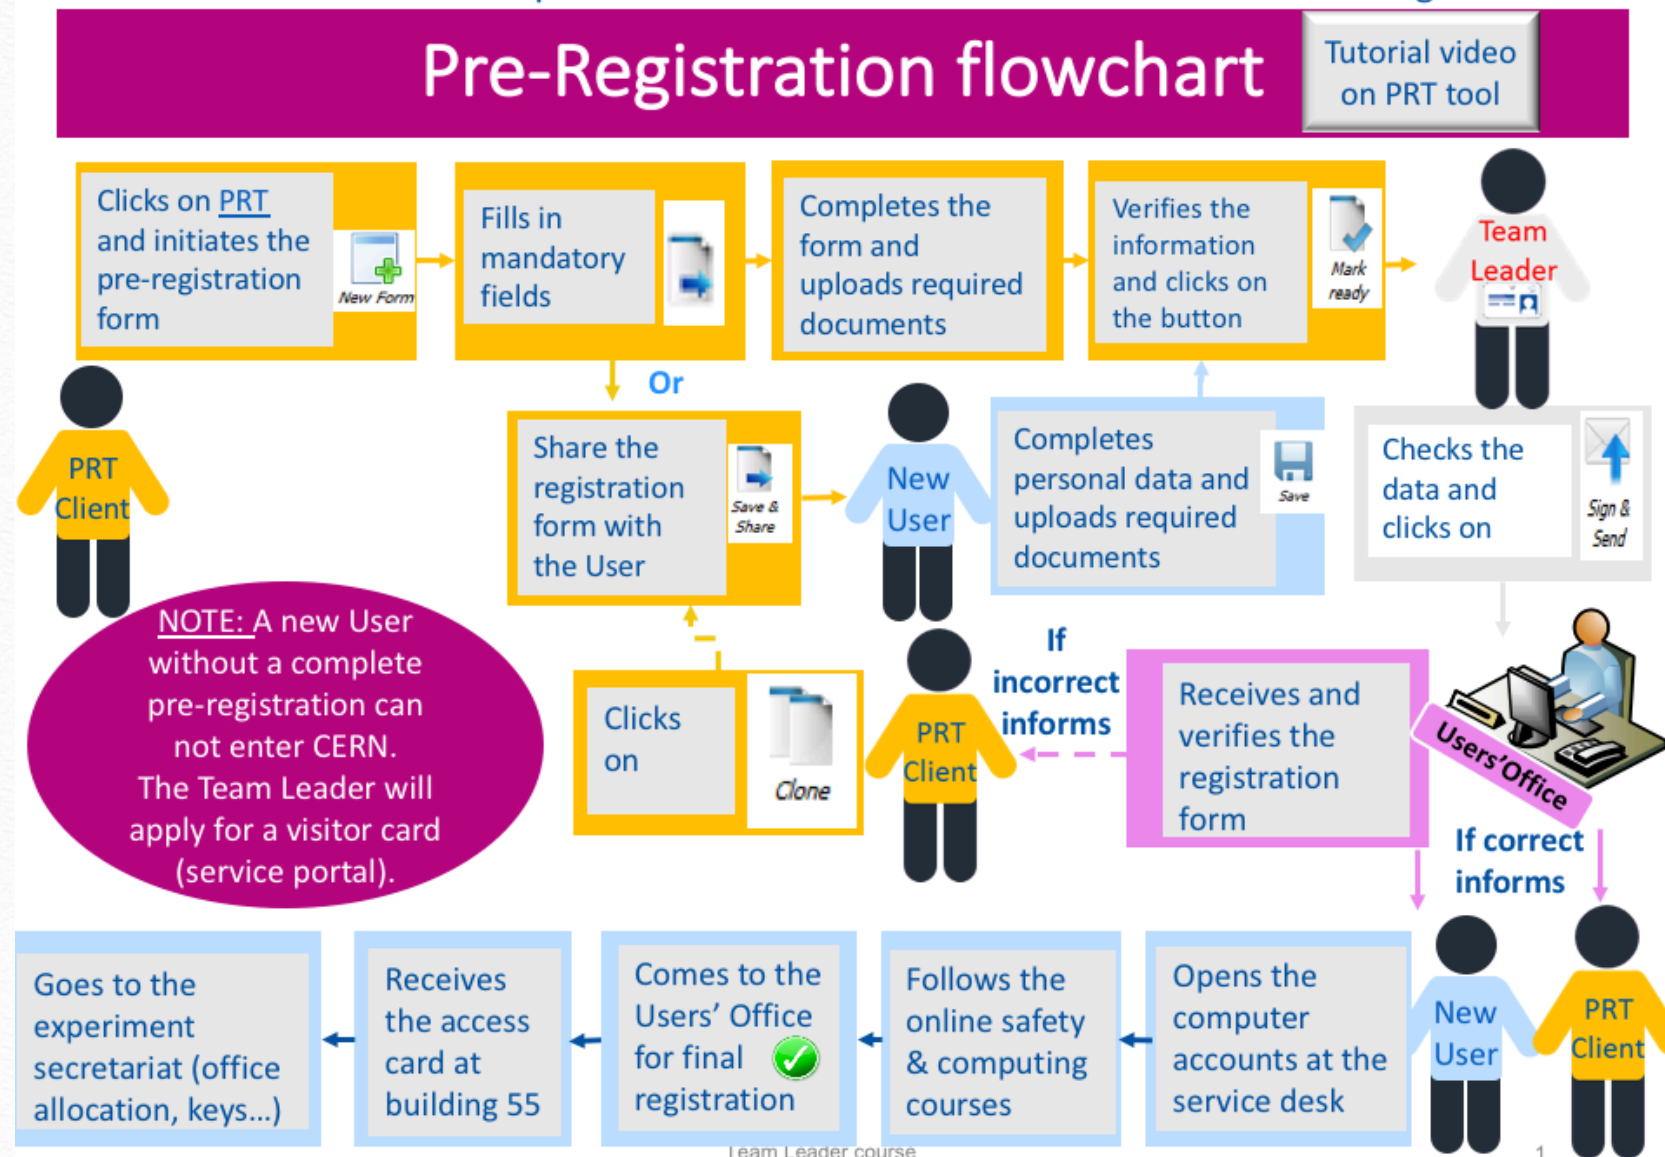 Pre-Registration flowchart
Tutorial video
on PRT tool
Clicks on PRT
and initiates the
pre-registration
form
New Form
Fills in
mandatory
fields
Completes the
form and
uploads required
documents
Verifies the
information
and clicks on
the button
Mark
ready
Team
Leader
PRT
Client
Or
Share the
registration
form with
the User
Save &
Share
New
User
Completes
personal data and
uploads required
documents
Save
Checks the
data and
clicks on
Sign &
Send
NOTE: A new User
without a complete
pre-registration can
not enter CERN.
The Team Leader will
apply for a visitor card
(service portal).
Clicks
on
Clone
PRT
Client
If
incorrect
informs
Receives and
verifies the
registration
form
Users'Office
If correct
informs
New
User
PRT
Client
Opens the
computer
accounts at the
service desk
Follows the
online safety
& computing
courses
Comes to the
Users’ Office
for final
registration
Receives
the access
card at
building 55
Goes to the
experiment
secretariat (office
allocation, keys...)
Team Leader course
1